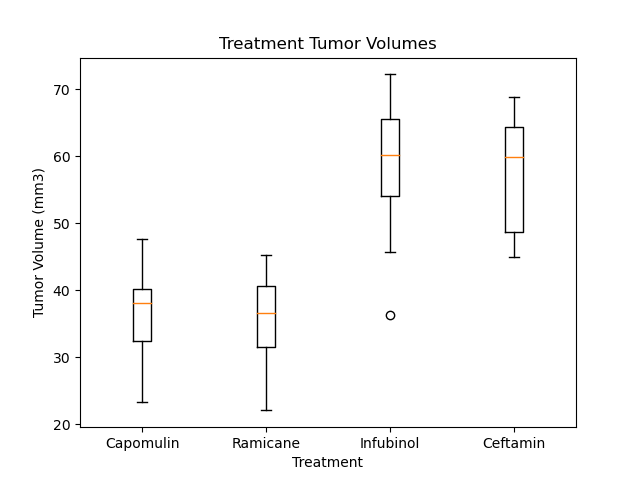 Treatment Tumor Volumes
Tumor Volume (mm3)
70
60
50
40
30
20
Capomulin Ramicane Infubinol Ceftamin
Treatment